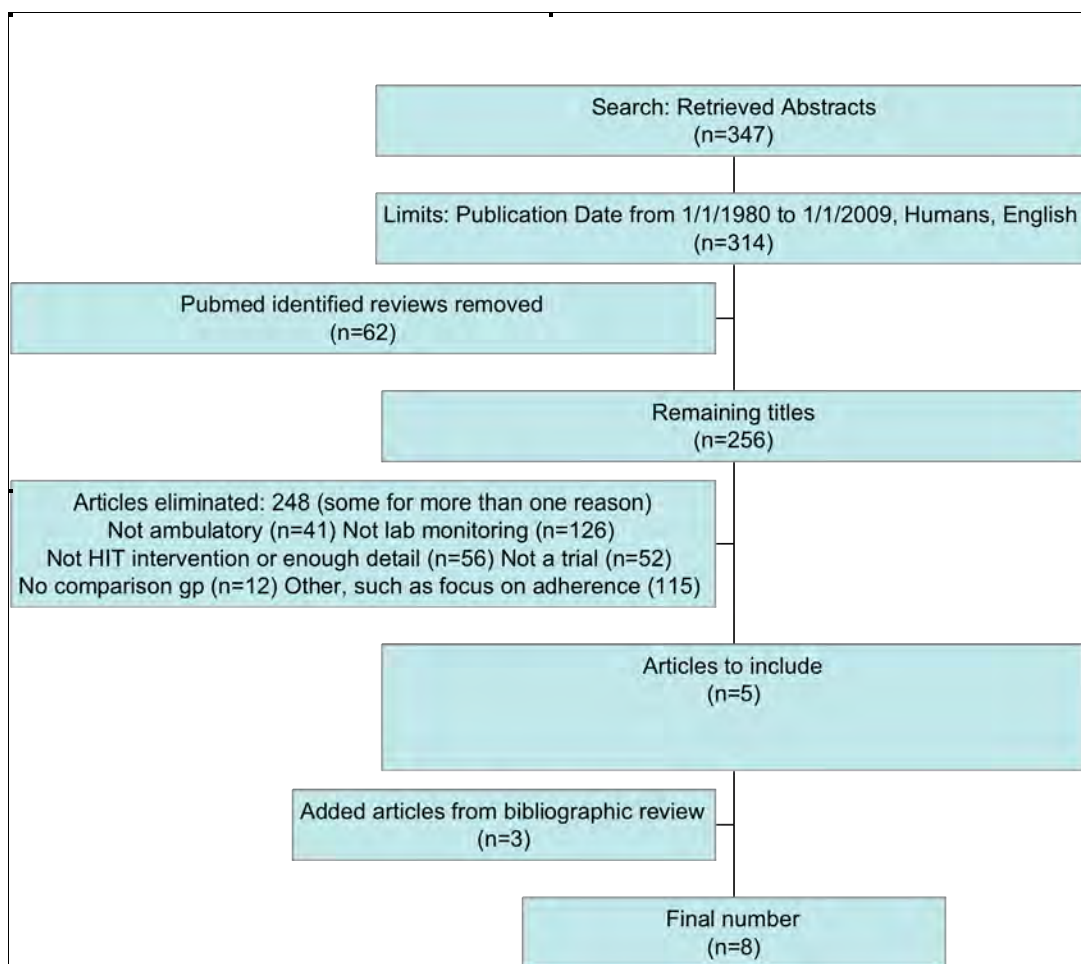 Search: Retrieved Abstracts
(n=347)
Limits: Publication Date from 1/1/1980 to 1/1/2009, Humans, English
(n=314)
Pubmed identified reviews removed
(n=62)
Remaining titles
(n=256)
Articles eliminated: 248 (some for more than one reason)
Not ambulatory (n=41) Not lab monitoring (n=126)
Not HIT intervention or enough detail (n=56) Not a trial (n=52)
No comparison gp (n=12) Other, such as focus on adherence (115)
Articles to include
(n=5)
Added articles from bibliographic review
(n=3)
Final number
(n=8)